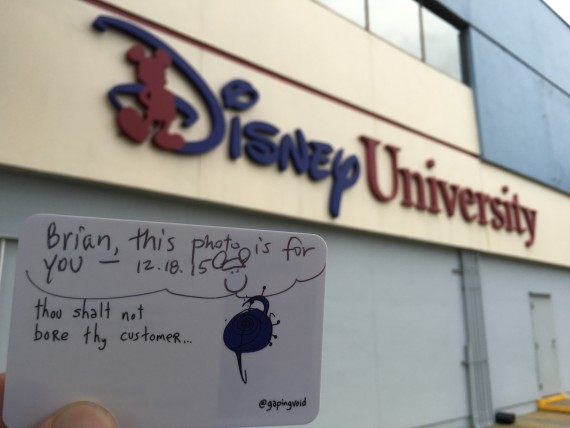 Disney University
Brian, this photo is for
you — 12.18.15
thou shalt not
bore thy customer...
@gapingvoid